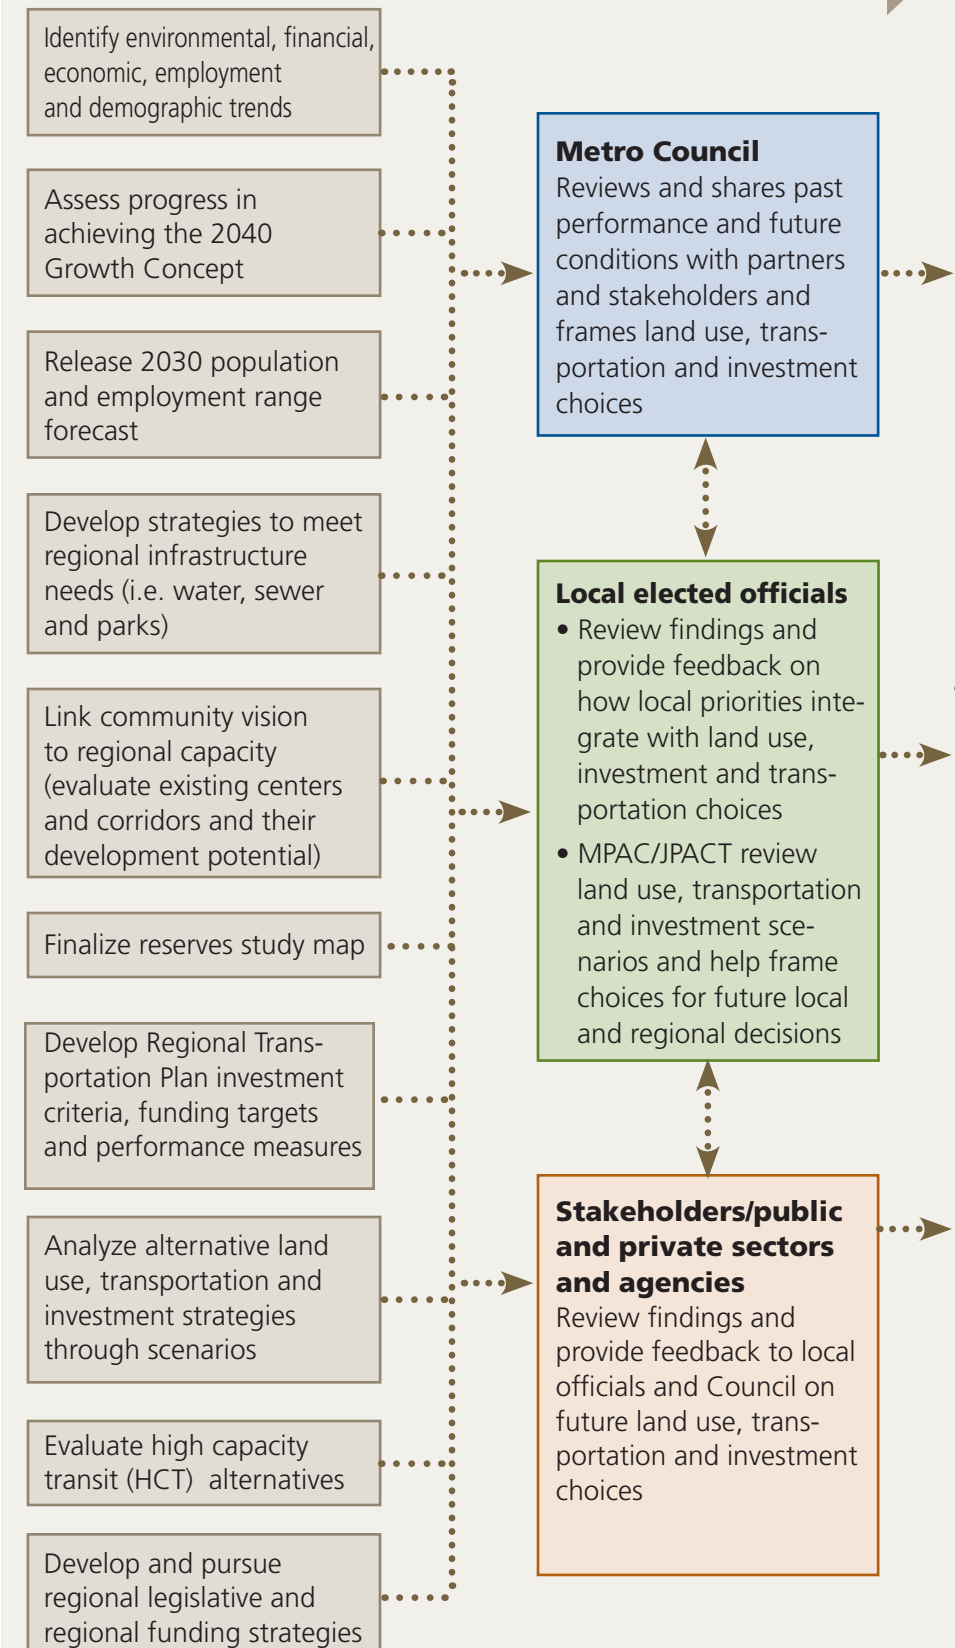 Identify environmental, financial,
economic, employment
and demographic trends
Assess progress in
achieving the 2040
Growth Concept
Release 2030 population
and employment range
forecast
Develop strategies to meet
regional infrastructure
needs (i.e. water, sewer
and parks)
Link community vision
to regional capacity
(evaluate existing centers
and corridors and their
development potential)
Finalize reserves study map
Develop Regional Trans-
portation Plan investment
criteria, funding targets
and performance measures
Analyze alternative land
use, transportation and
investment strategies
through scenarios
Evaluate high capacity
transit (HCT) alternatives
Develop and pursue
regional legislative and
regional funding strategies
Metro Council
Reviews and shares past
performance and future
conditions with partners
and stakeholders and
frames land use, trans-
portation and investment
choices
Local elected officials
• Review findings and
provide feedback on
how local priorities inte-
grate with land use,
investment and trans-
portation choices
• MPAC/JPACT review
land use, transportation
and investment sce-
narios and help frame
choices for future local
and regional decisions
Stakeholders/public
and private sectors
and agencies
Review findings and
provide feedback to local
officials and Council on
future land use, trans-
portation and investment
choices